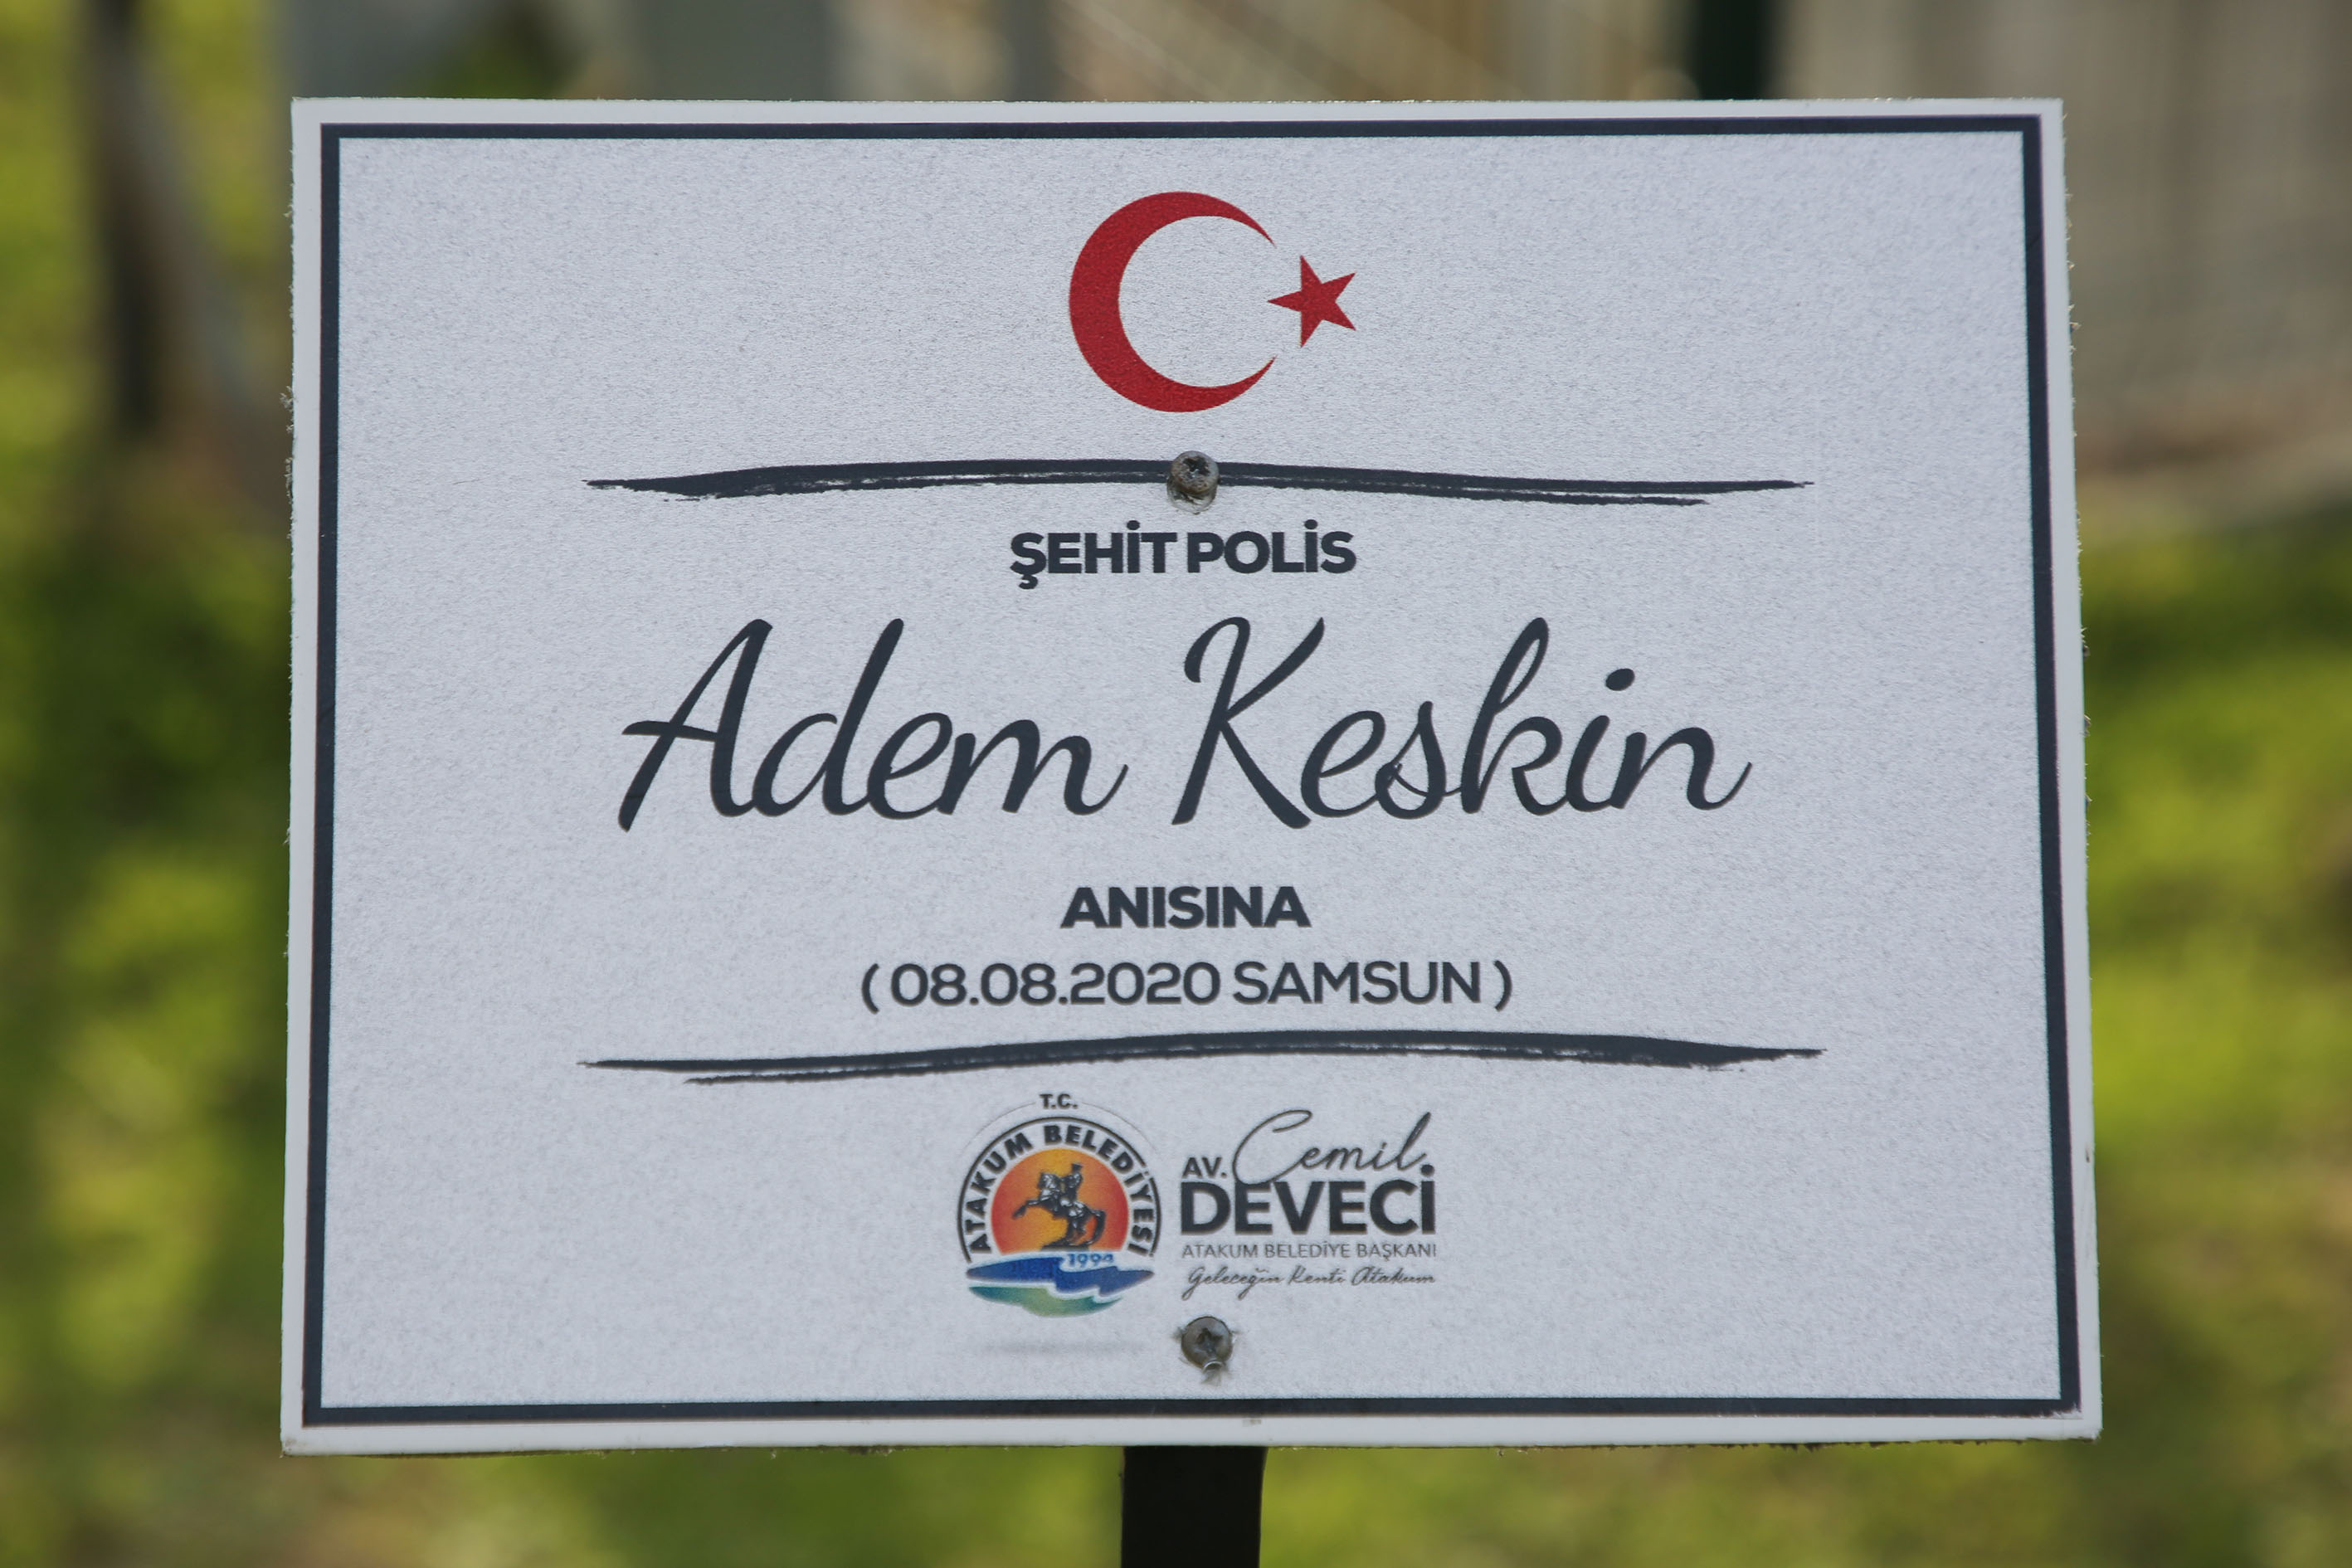 ŞEHİT POLİS
Adem Keskin
ANISINA
( 08.08.2020 SAMSUN )
T.C.
ATAKUM BELEDİYESİ
1994
AV. Cemil
DEVECİ
ATAKUM BELEDİYE BAŞKANI
Geleceğin Kenti Atakum